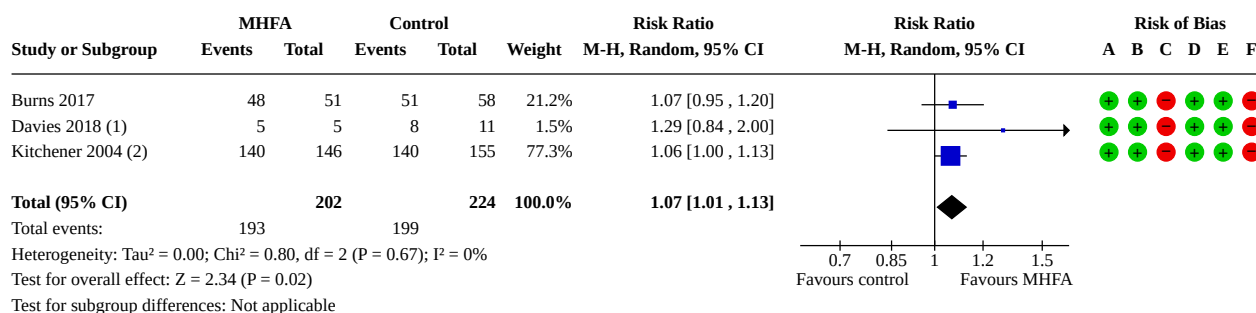 MHFA Control Risk Ratio Risk Ratio Risk of Bias
Study or Subgroup Events Total Events Total Weight M-H, Random, 95% CI M-H, Random, 95% CI A B C D E F
Burns 2017 48 51 51 58 21.2% 1.07 [0.95 , 1.20] + + − + + −
Davies 2018 (1) 5 5 8 11 1.5% 1.29 [0.84 , 2.00] + + − + + −
Kitchener 2004 (2) 140 146 140 155 77.3% 1.06 [1.00 , 1.13] + + − + + −
Total (95% CI) 202 224 100.0% 1.07 [1.01 , 1.13]
Total events: 193 199
Heterogeneity: Tau² = 0.00; Chi² = 0.80, df = 2 (P = 0.67); I² = 0%
0.7 0.85 1 1.2 1.5
Test for overall effect: Z = 2.34 (P = 0.02)
Favours control Favours MHFA
Test for subgroup differences: Not applicable